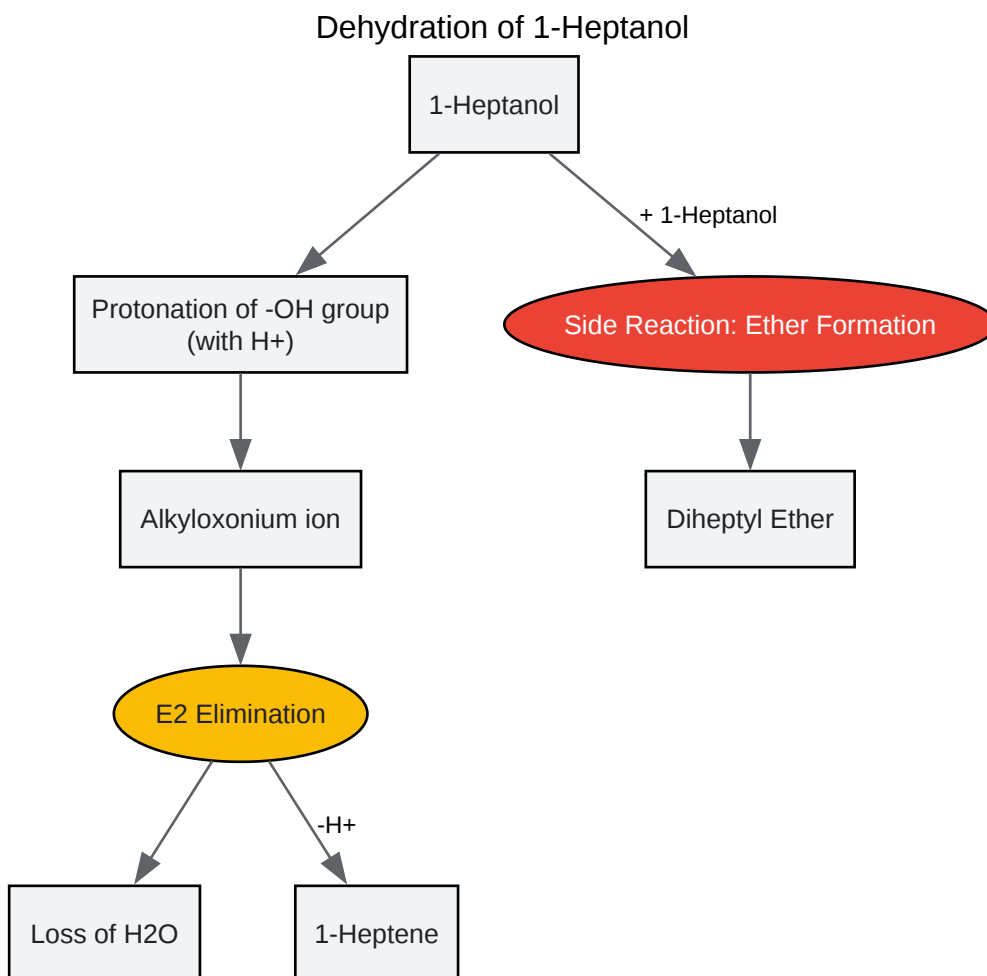 Dehydration of 1-Heptanol
1-Heptanol
+ 1-Heptanol
Protonation of -OH group
(with H+)
Side Reaction: Ether Formation
Alkyloxonium ion
Diheptyl Ether
E2 Elimination
-H+
Loss of H2O
1-Heptene